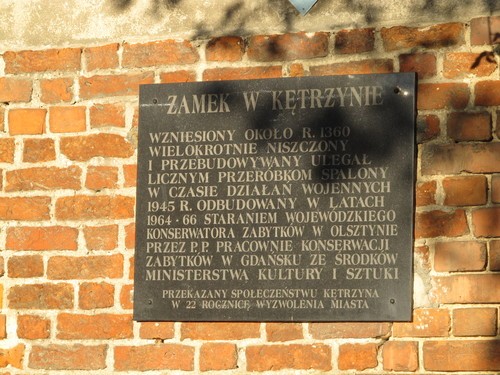 ZAMEK W KĘTRZYNIE
WZNIESIONY OKOŁO R. 1360
WIELOKROTNIE NISZCZONY
I PRZEBUDOWYWANY ULEGAŁ
LICZNYM PRZERÓBKOM SPALONY
W CZASIE DZIAŁAŃ WOJENNYCH
1945 R. ODBUDOWANY W LATACH
1964-66 STARANIEM WOJEWÓDZKIEGO
KONSERWATORA ZABYTKÓW W OLSZTYNIE
PRZEZ P.P. PRACOWNIE KONSERWACJI
ZABYTKÓW W GDAŃSKU ZE ŚRODKÓW
MINISTERSTWA KULTURY I SZTUKI
PRZEKAZANY SPOŁECZEŃSTWU KĘTRZYNA
W 22 ROCZNICĘ WYZWOLENIA MIASTA